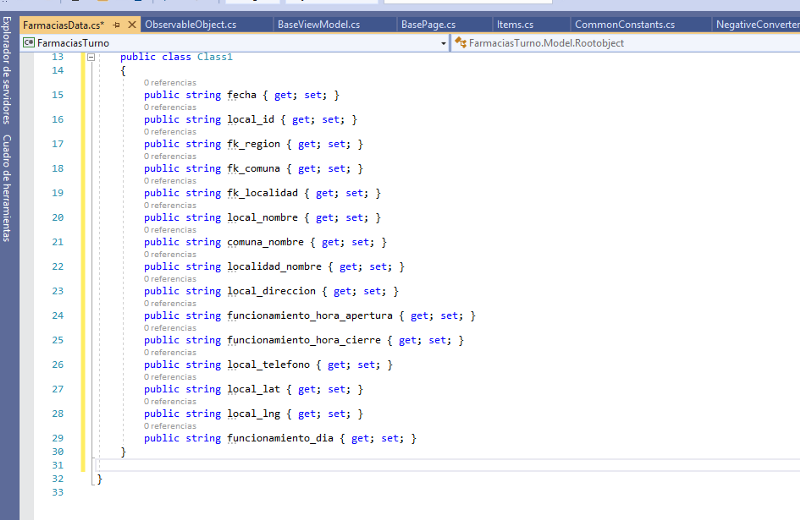 FarmaciasData.cs* ObservableObject.cs BaseViewModel.cs BasePage.cs Items.cs CommonConstants.cs NegativeConverter
FarmaciasTurno FarmaciasTurno.Model.Rootobject
Explorador de servidores
Cuadro de herramientas
13 public class Class1
14 {
0 referencias
15 public string fecha { get; set; }
0 referencias
16 public string local_id { get; set; }
0 referencias
17 public string fk_region { get; set; }
0 referencias
18 public string fk_comuna { get; set; }
0 referencias
19 public string fk_localidad { get; set; }
0 referencias
20 public string local_nombre { get; set; }
0 referencias
21 public string comuna_nombre { get; set; }
0 referencias
22 public string localidad_nombre { get; set; }
0 referencias
23 public string local_direccion { get; set; }
0 referencias
24 public string funcionamiento_hora_apertura { get; set; }
0 referencias
25 public string funcionamiento_hora_cierre { get; set; }
0 referencias
26 public string local_telefono { get; set; }
0 referencias
27 public string local_lat { get; set; }
0 referencias
28 public string local_lng { get; set; }
0 referencias
29 public string funcionamiento_dia { get; set; }
30 }
31
32 }
33